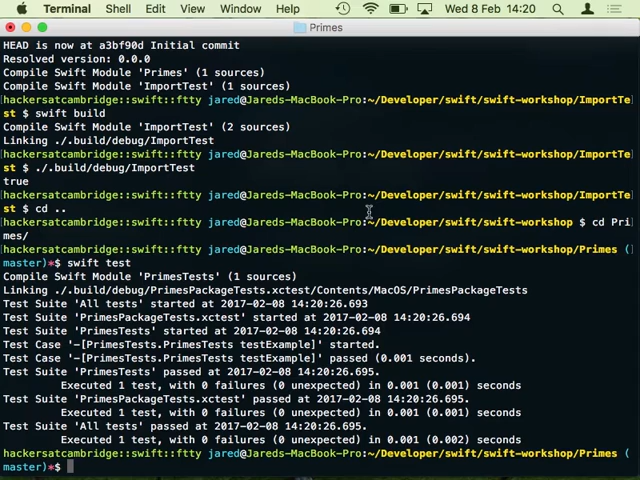 Terminal Shell Edit View Window Help Wed 8 Feb 14:20
Primes
HEAD is now at a3bf90d Initial commit
Resolved version: 0.0.0
Compile Swift Module 'Primes' (1 sources)
Compile Swift Module 'ImportTest' (1 sources)
[hackersatcambridge::swift::ftty jared@Jareds-MacBook-Pro:~/Developer/swift/swift-workshop/ImportTe]
st $ swift build
Compile Swift Module 'ImportTest' (2 sources)
Linking ./.build/debug/ImportTest
[hackersatcambridge::swift::ftty jared@Jareds-MacBook-Pro:~/Developer/swift/swift-workshop/ImportTe]
st $ ./.build/debug/ImportTest
true
[hackersatcambridge::swift::ftty jared@Jareds-MacBook-Pro:~/Developer/swift/swift-workshop/ImportTe]
st $ cd ..
[hackersatcambridge::swift::ftty jared@Jareds-MacBook-Pro:~/Developer/swift/swift-workshop $ cd Pri]
mes/
[hackersatcambridge::swift::ftty jared@Jareds-MacBook-Pro:~/Developer/swift/swift-workshop/Primes (]
master)*$ swift test
Compile Swift Module 'PrimesTests' (1 sources)
Linking ./.build/debug/PrimesPackageTests.xctest/Contents/MacOS/PrimesPackageTests
Test Suite 'All tests' started at 2017-02-08 14:20:26.693
Test Suite 'PrimesPackageTests.xctest' started at 2017-02-08 14:20:26.694
Test Suite 'PrimesTests' started at 2017-02-08 14:20:26.694
Test Case '-[PrimesTests.PrimesTests testExample]' started.
Test Case '-[PrimesTests.PrimesTests testExample]' passed (0.001 seconds).
Test Suite 'PrimesTests' passed at 2017-02-08 14:20:26.695.
Executed 1 test, with 0 failures (0 unexpected) in 0.001 (0.001) seconds
Test Suite 'PrimesPackageTests.xctest' passed at 2017-02-08 14:20:26.695.
Executed 1 test, with 0 failures (0 unexpected) in 0.001 (0.001) seconds
Test Suite 'All tests' passed at 2017-02-08 14:20:26.695.
Executed 1 test, with 0 failures (0 unexpected) in 0.001 (0.002) seconds
hackersatcambridge::swift::ftty jared@Jareds-MacBook-Pro:~/Developer/swift/swift-workshop/Primes (
master)*$